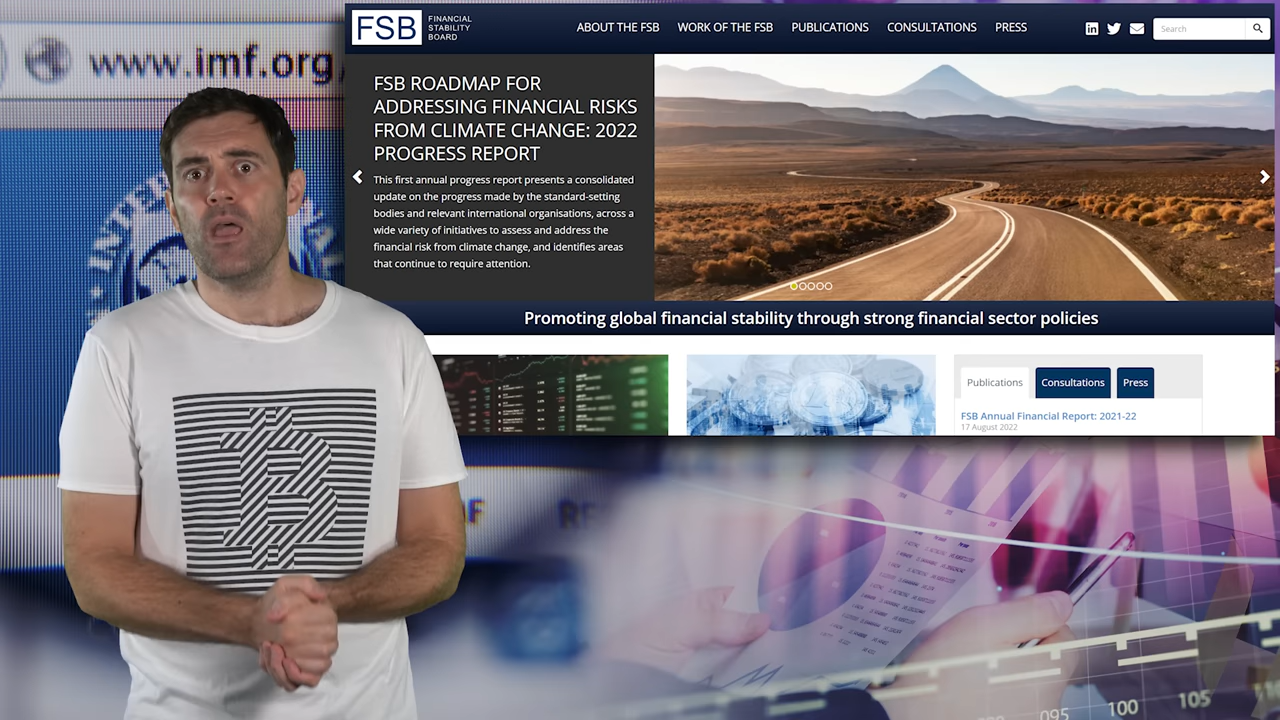 www.imf.org
FSB
FINANCIAL
STABILITY
BOARD
ABOUT THE FSB
WORK OF THE FSB
PUBLICATIONS
CONSULTATIONS
PRESS
Search
FSB ROADMAP FOR
ADDRESSING FINANCIAL RISKS
FROM CLIMATE CHANGE: 2022
PROGRESS REPORT
This first annual progress report presents a consolidated
update on the progress made by the standard-setting
bodies and relevant international organisations, across a
wide variety of initiatives to assess and address the
financial risk from climate change, and identifies areas
that continue to require attention.
Promoting global financial stability through strong financial sector policies
Publications
Consultations
Press
FSB Annual Financial Report: 2021-22
17 August 2022
095
100
105